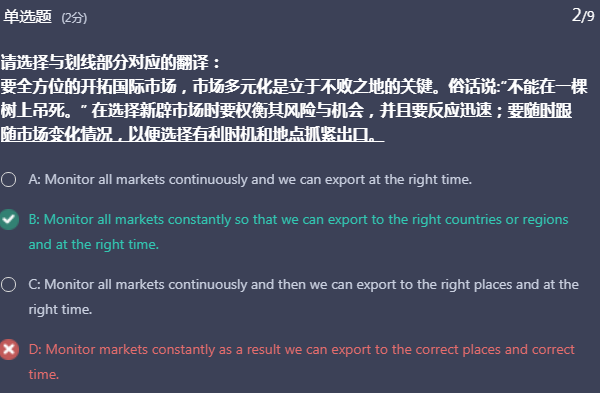 单选题 (2分) 2/9
请选择与划线部分对应的翻译：
要全方位的开拓国际市场，市场多元化是立于不败之地的关键。俗话说:“不能在一棵
树上吊死。” 在选择新辟市场时要权衡其风险与机会，并且要反应迅速；要随时跟
随市场变化情况，以便选择有利时机和地点抓紧出口。
A: Monitor all markets continuously and we can export at the right time.
B: Monitor all markets constantly so that we can export to the right countries or regions
and at the right time.
C: Monitor all markets continuously and then we can export to the right places and at the
right time.
D: Monitor markets constantly as a result we can export to the correct places and correct
time.